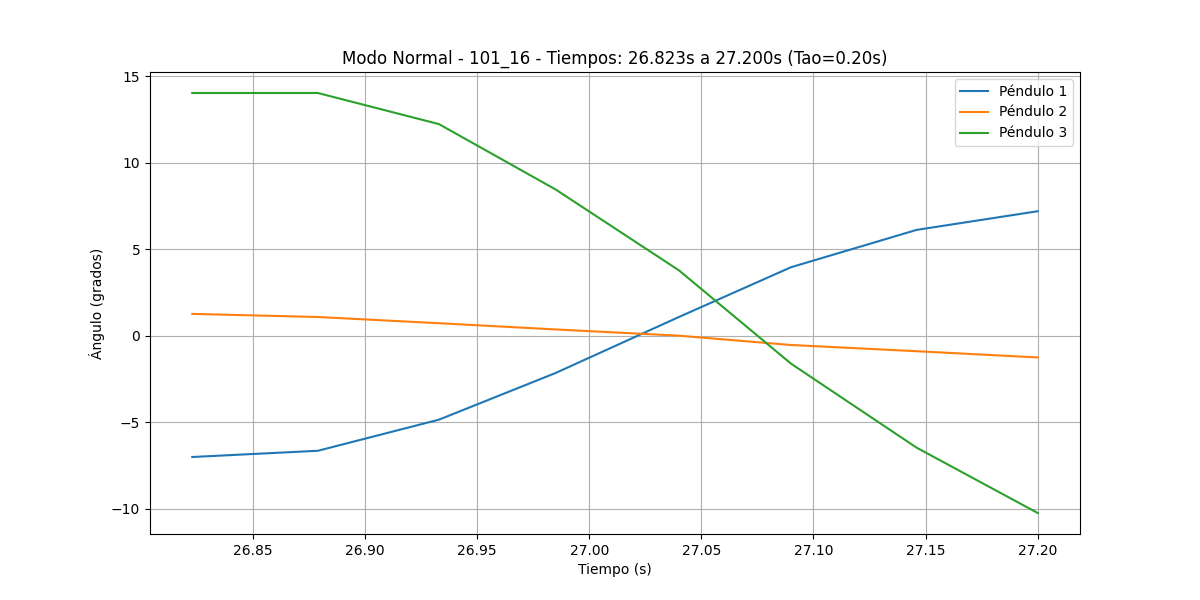 Modo Normal - 101_16 - Tiempos: 26.823s a 27.200s (Tao=0.20s)
Péndulo 1
Péndulo 2
Péndulo 3
Ángulo (grados)
15
10
5
0
−5
−10
26.85 26.90 26.95 27.00 27.05 27.10 27.15 27.20
Tiempo (s)